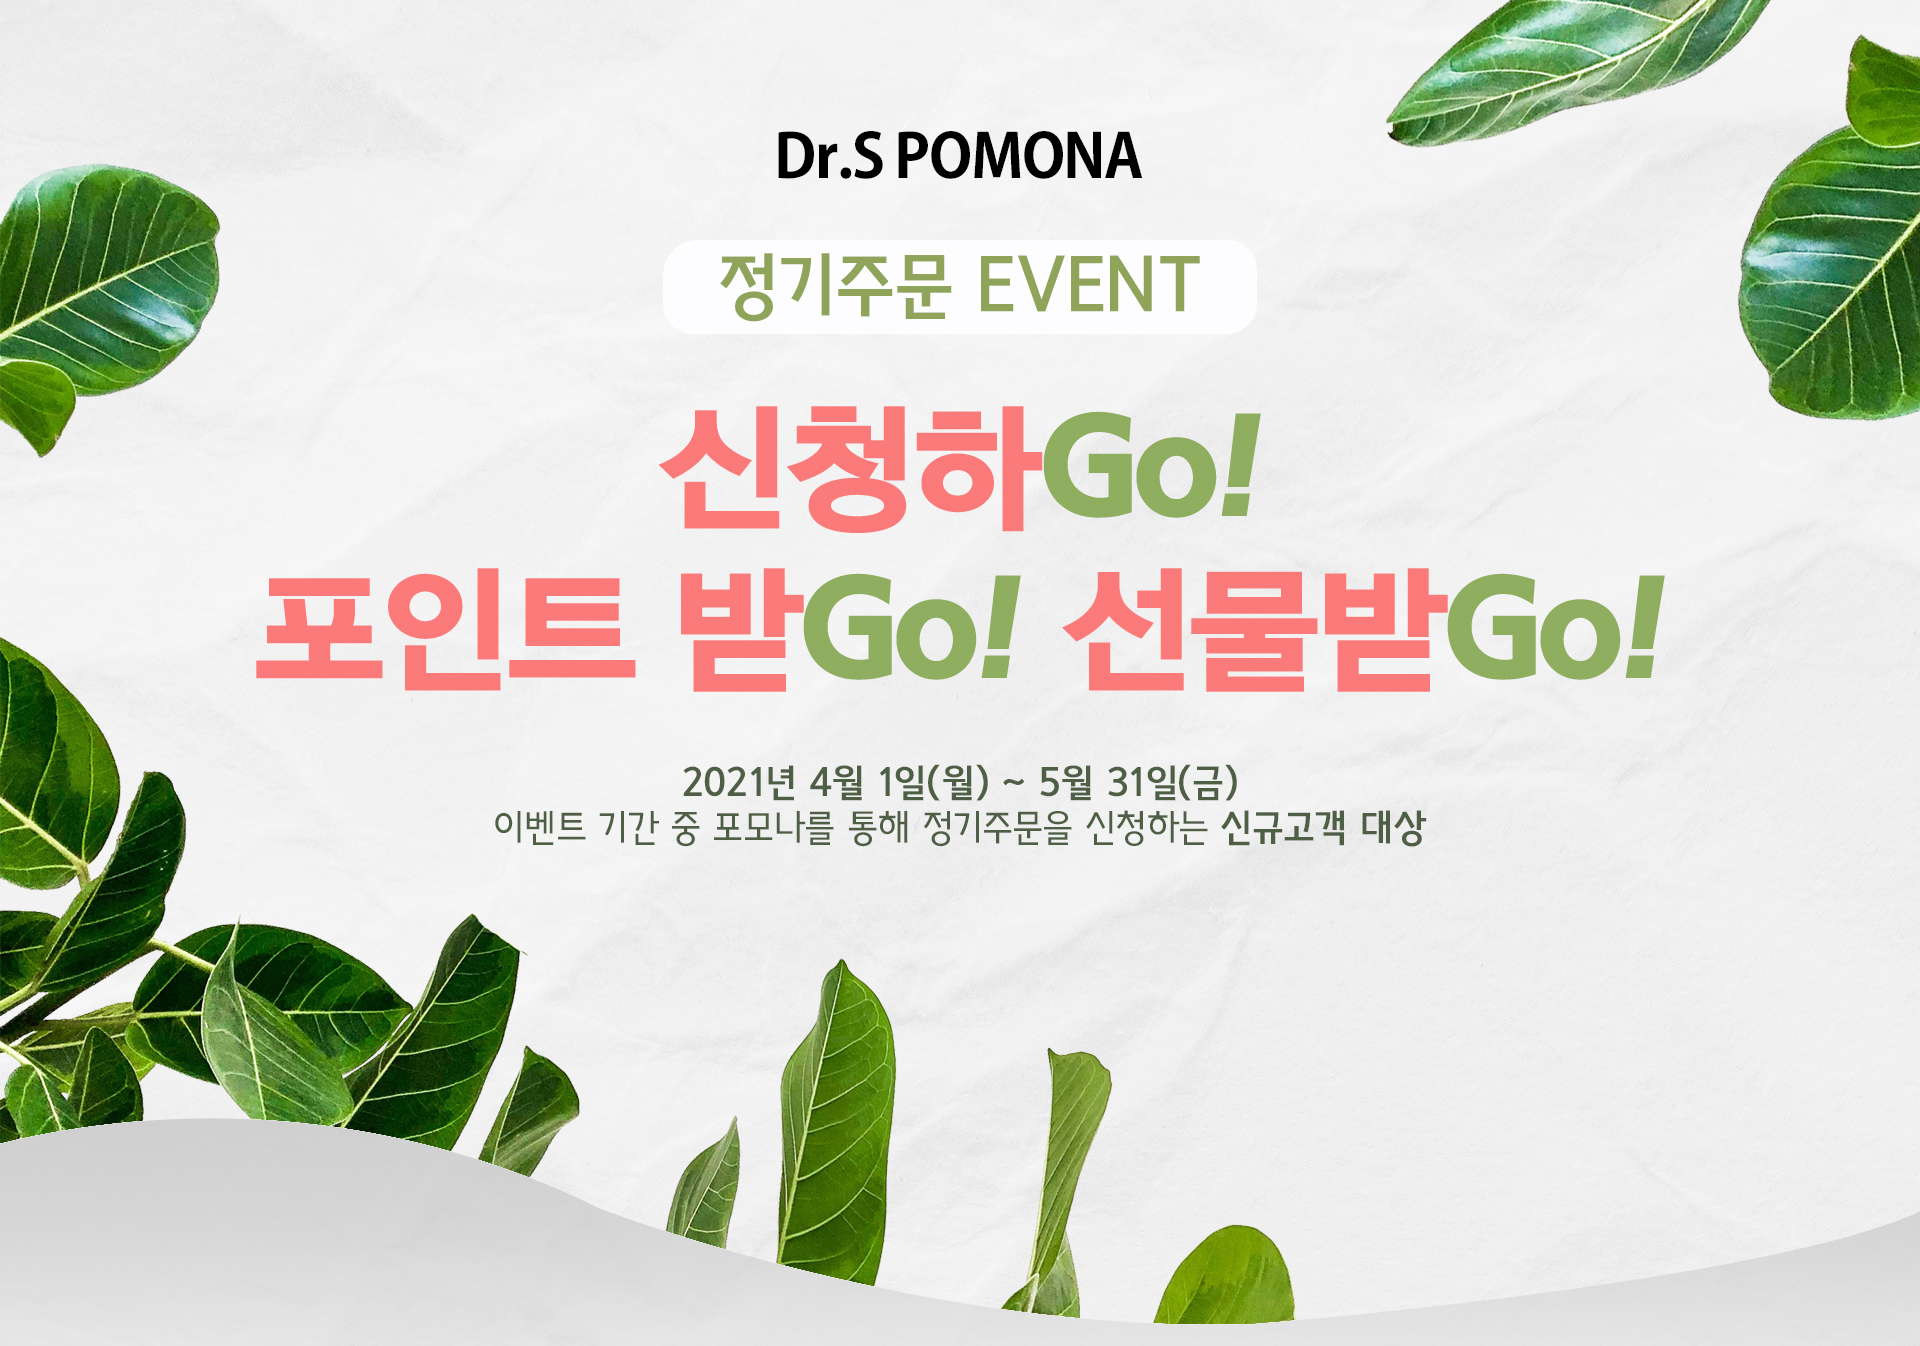 Dr.S POMONA
정기주문 EVENT
신청하Go!
포인트 받Go! 선물받Go!
2021년 4월 1일(월) ~ 5월 31일(금)
이벤트 기간 중 포모나를 통해 정기주문을 신청하는 신규고객 대상